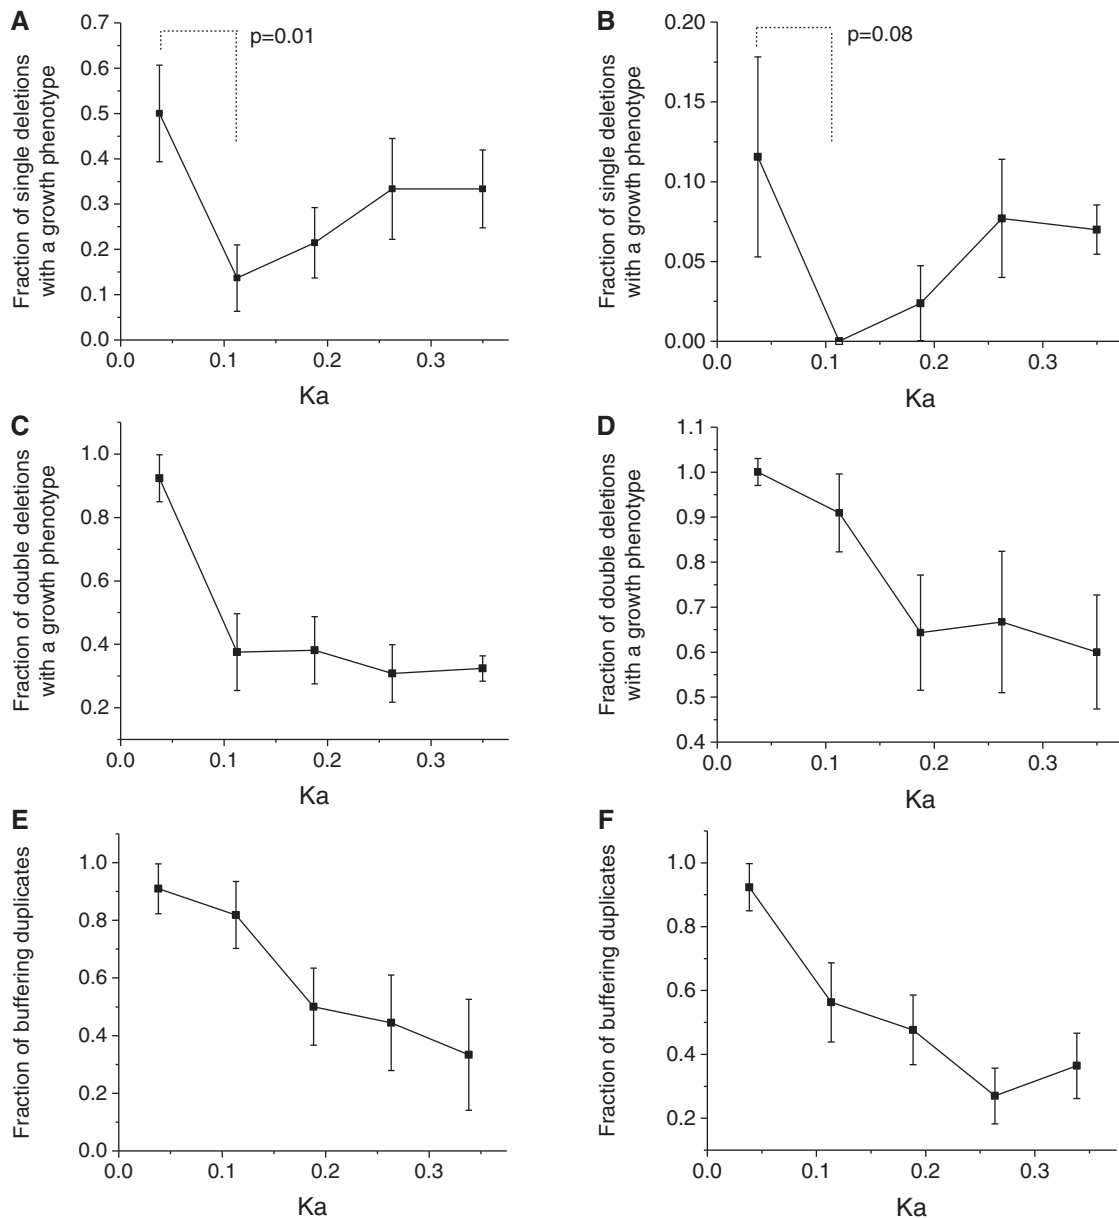 A
p=0.01
Fraction of single deletions
with a growth phenotype
0.7
0.6
0.5
0.4
0.3
0.2
0.1
0.0
0.0 0.1 0.2 0.3
Ka
B
p=0.08
Fraction of single deletions
with a growth phenotype
0.20
0.15
0.10
0.05
0.00
0.0 0.1 0.2 0.3
Ka
C
Fraction of double deletions
with a growth phenotype
1.0
0.8
0.6
0.4
0.2
0.0 0.1 0.2 0.3
Ka
D
Fraction of double deletions
with a growth phenotype
1.1
1.0
0.9
0.8
0.7
0.6
0.5
0.4
0.0 0.1 0.2 0.3
Ka
E
Fraction of buffering duplicates
1.0
0.8
0.6
0.4
0.2
0.0
0.0 0.1 0.2 0.3
Ka
F
Fraction of buffering duplicates
1.0
0.8
0.6
0.4
0.2
0.0 0.1 0.2 0.3
Ka